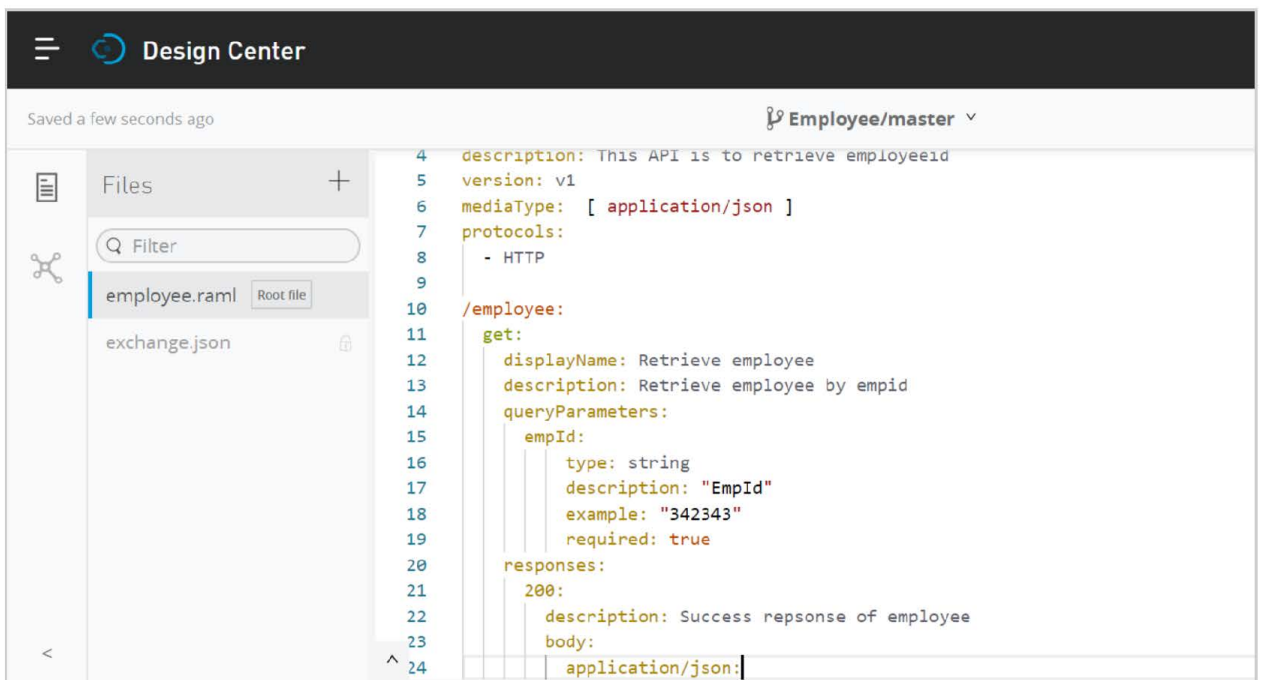 Design Center
Saved a few seconds ago
Employee/master
Files
Filter
employee.raml Root file
exchange.json
4 description: This API is to retrieve employeeid
5 version: v1
6 mediaType:  [ application/json ]
7 protocols:
8   - HTTP
9
10 /employee:
11   get:
12     displayName: Retrieve employee
13     description: Retrieve employee by empid
14     queryParameters:
15       empId:
16           type: string
17           description: "EmpId"
18           example: "342343"
19           required: true
20     responses:
21       200:
22         description: Success repsonse of employee
23         body:
24           application/json: